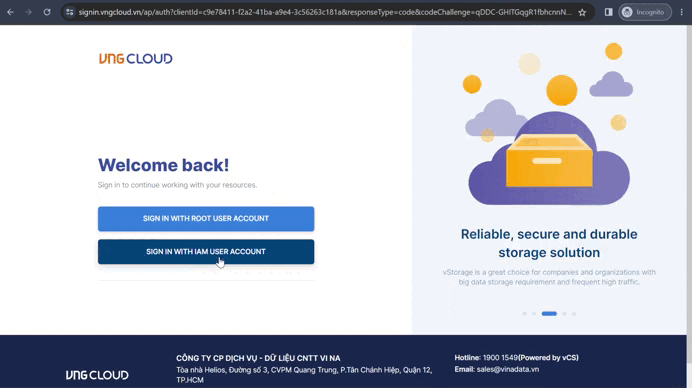 signin.vngcloud.vn/ap/auth?clientId=c9e78411-f2a2-41ba-a9e4-3c56263c181a&responseType=code&codeChallenge=qDDC-GHITGqgR1fbhcnnN...
Incognito
VNG CLOUD
Welcome back!
Sign in to continue working with your resources.
SIGN IN WITH ROOT USER ACCOUNT
SIGN IN WITH IAM USER ACCOUNT
Reliable, secure and durable
storage solution
vStorage is a great choice for companies and organizations with
big data storage requirement and frequent high traffic.
VNG CLOUD
CÔNG TY CP DỊCH VỤ - DỮ LIỆU CNTT VI NA
Tòa nhà Helios, Đường số 3, CVPM Quang Trung, P.Tân Chánh Hiệp, Quận 12,
TP.HCM
Hotline: 1900 1549(Powered by vCS)
Email: sales@vinadata.vn